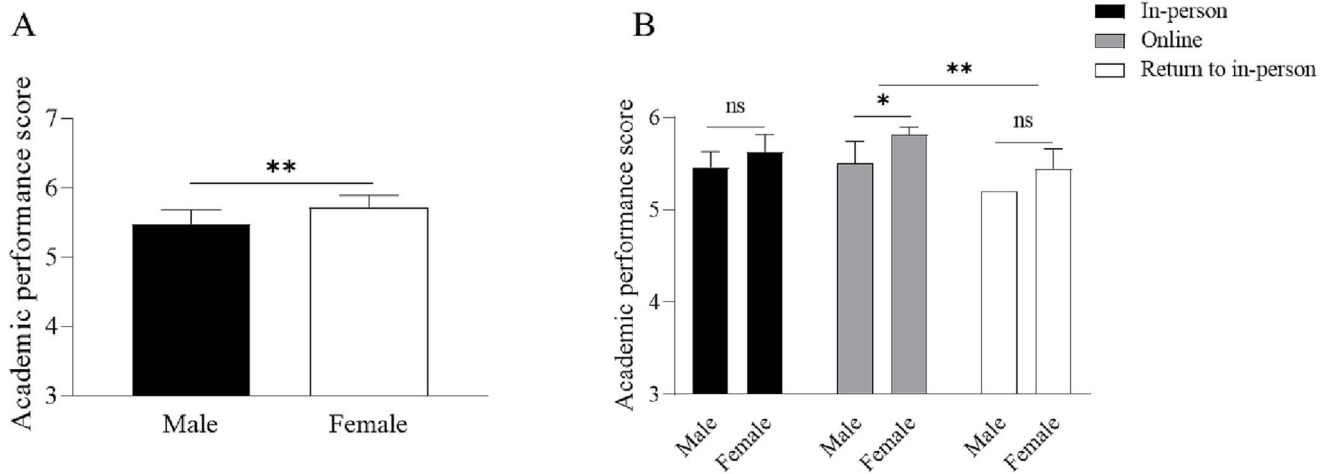 A
Academic performance score
7
6
5
4
3
**
Male
Female
B
In-person
Online
Return to in-person
Academic performance score
6
5
4
3
ns
*
**
ns
Male
Female
Male
Female
Male
Female